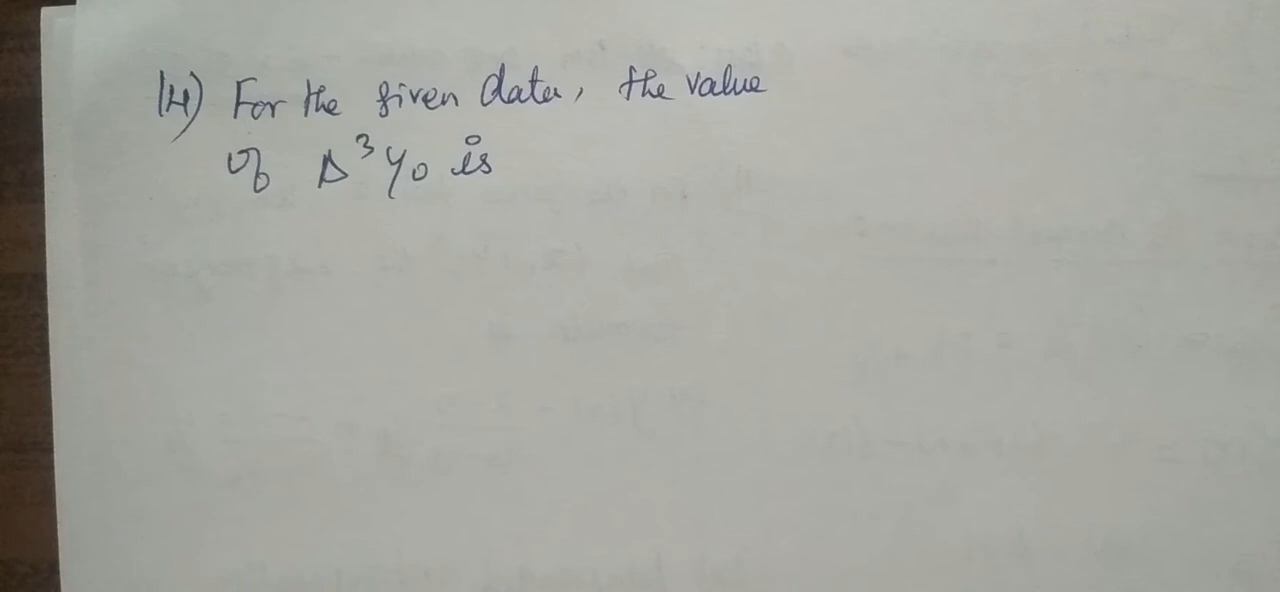 14) For the given data, the value
of Δ³y₀ is